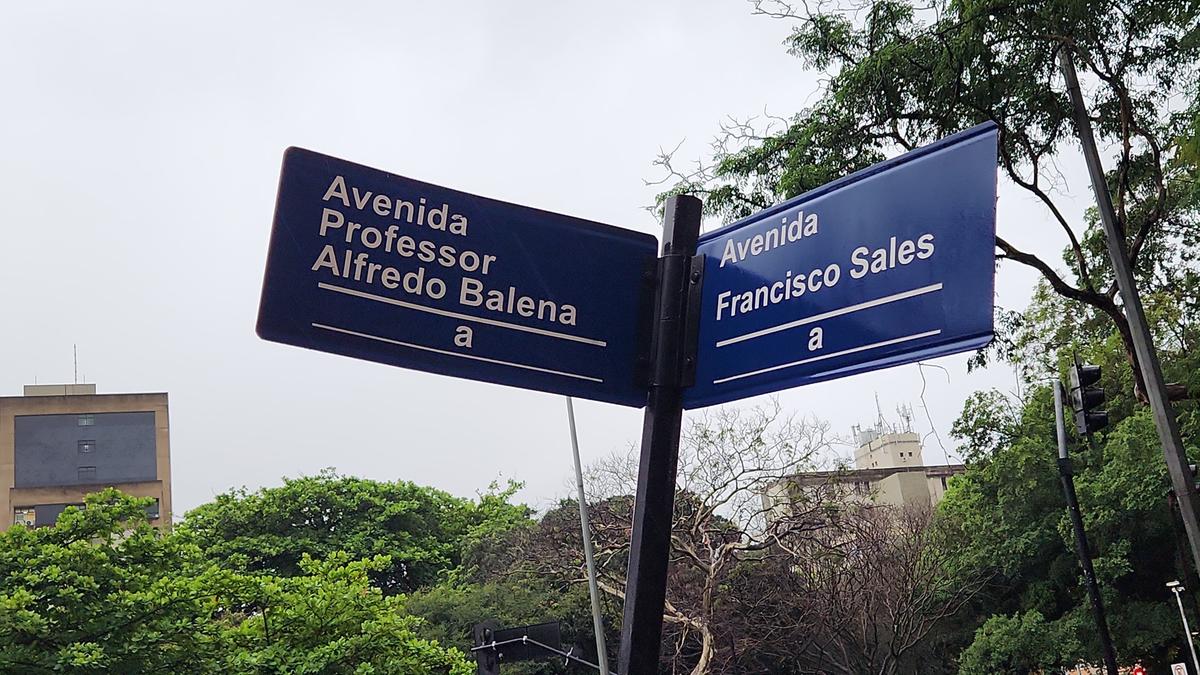 Avenida
Professor
Alfredo Balena
a
Avenida
Francisco Sales
a